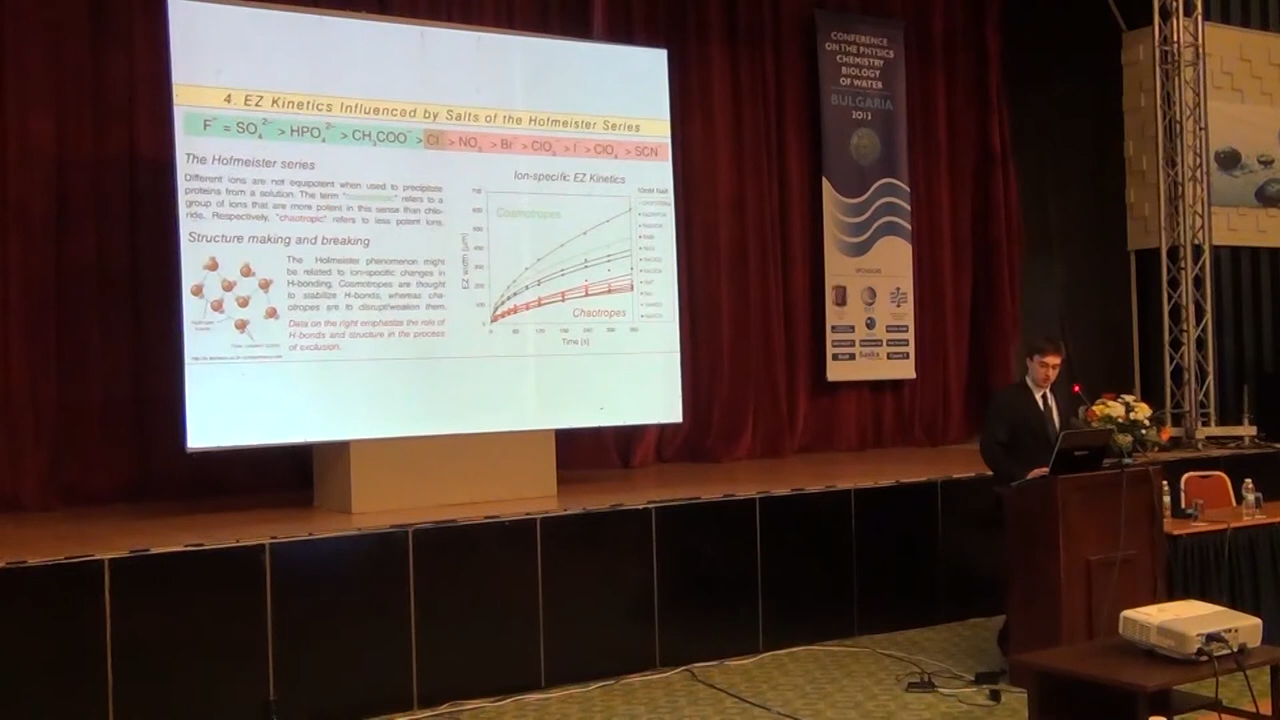 4. EZ Kinetics Influenced by Salts of the Hofmeister Series
F⁻ = SO₄²⁻ > HPO₄²⁻ > CH₃COO⁻ > Cl⁻ > NO₃⁻ > Br⁻ > ClO₃⁻ > I⁻ > ClO₄⁻ > SCN⁻
The Hofmeister series
Different ions are not equipotent when used to precipitate
proteins from a solution. The term " " refers to a
group of ions that are more potent in this sense than chlo-
ride. Respectively, "chaotropic" refers to less potent ions.
Structure making and breaking
The Hofmeister phenomenon might
be related to ion-specific changes in
H-bonding. Cosmotropes are thought
to stabilize H-bonds, whereas cha-
otropes are to disrupt/weaken them.
Data on the right emphasize the role of
H-bonds and structure in the process
of exclusion.
Ion-specific EZ Kinetics
Cosmotropes
Chaotropes
EZ width [µm]
Time [s]
CONFERENCE
ON THE PHYSICS
CHEMISTRY
BIOLOGY
OF WATER
BULGARIA
2013
SPONSORS